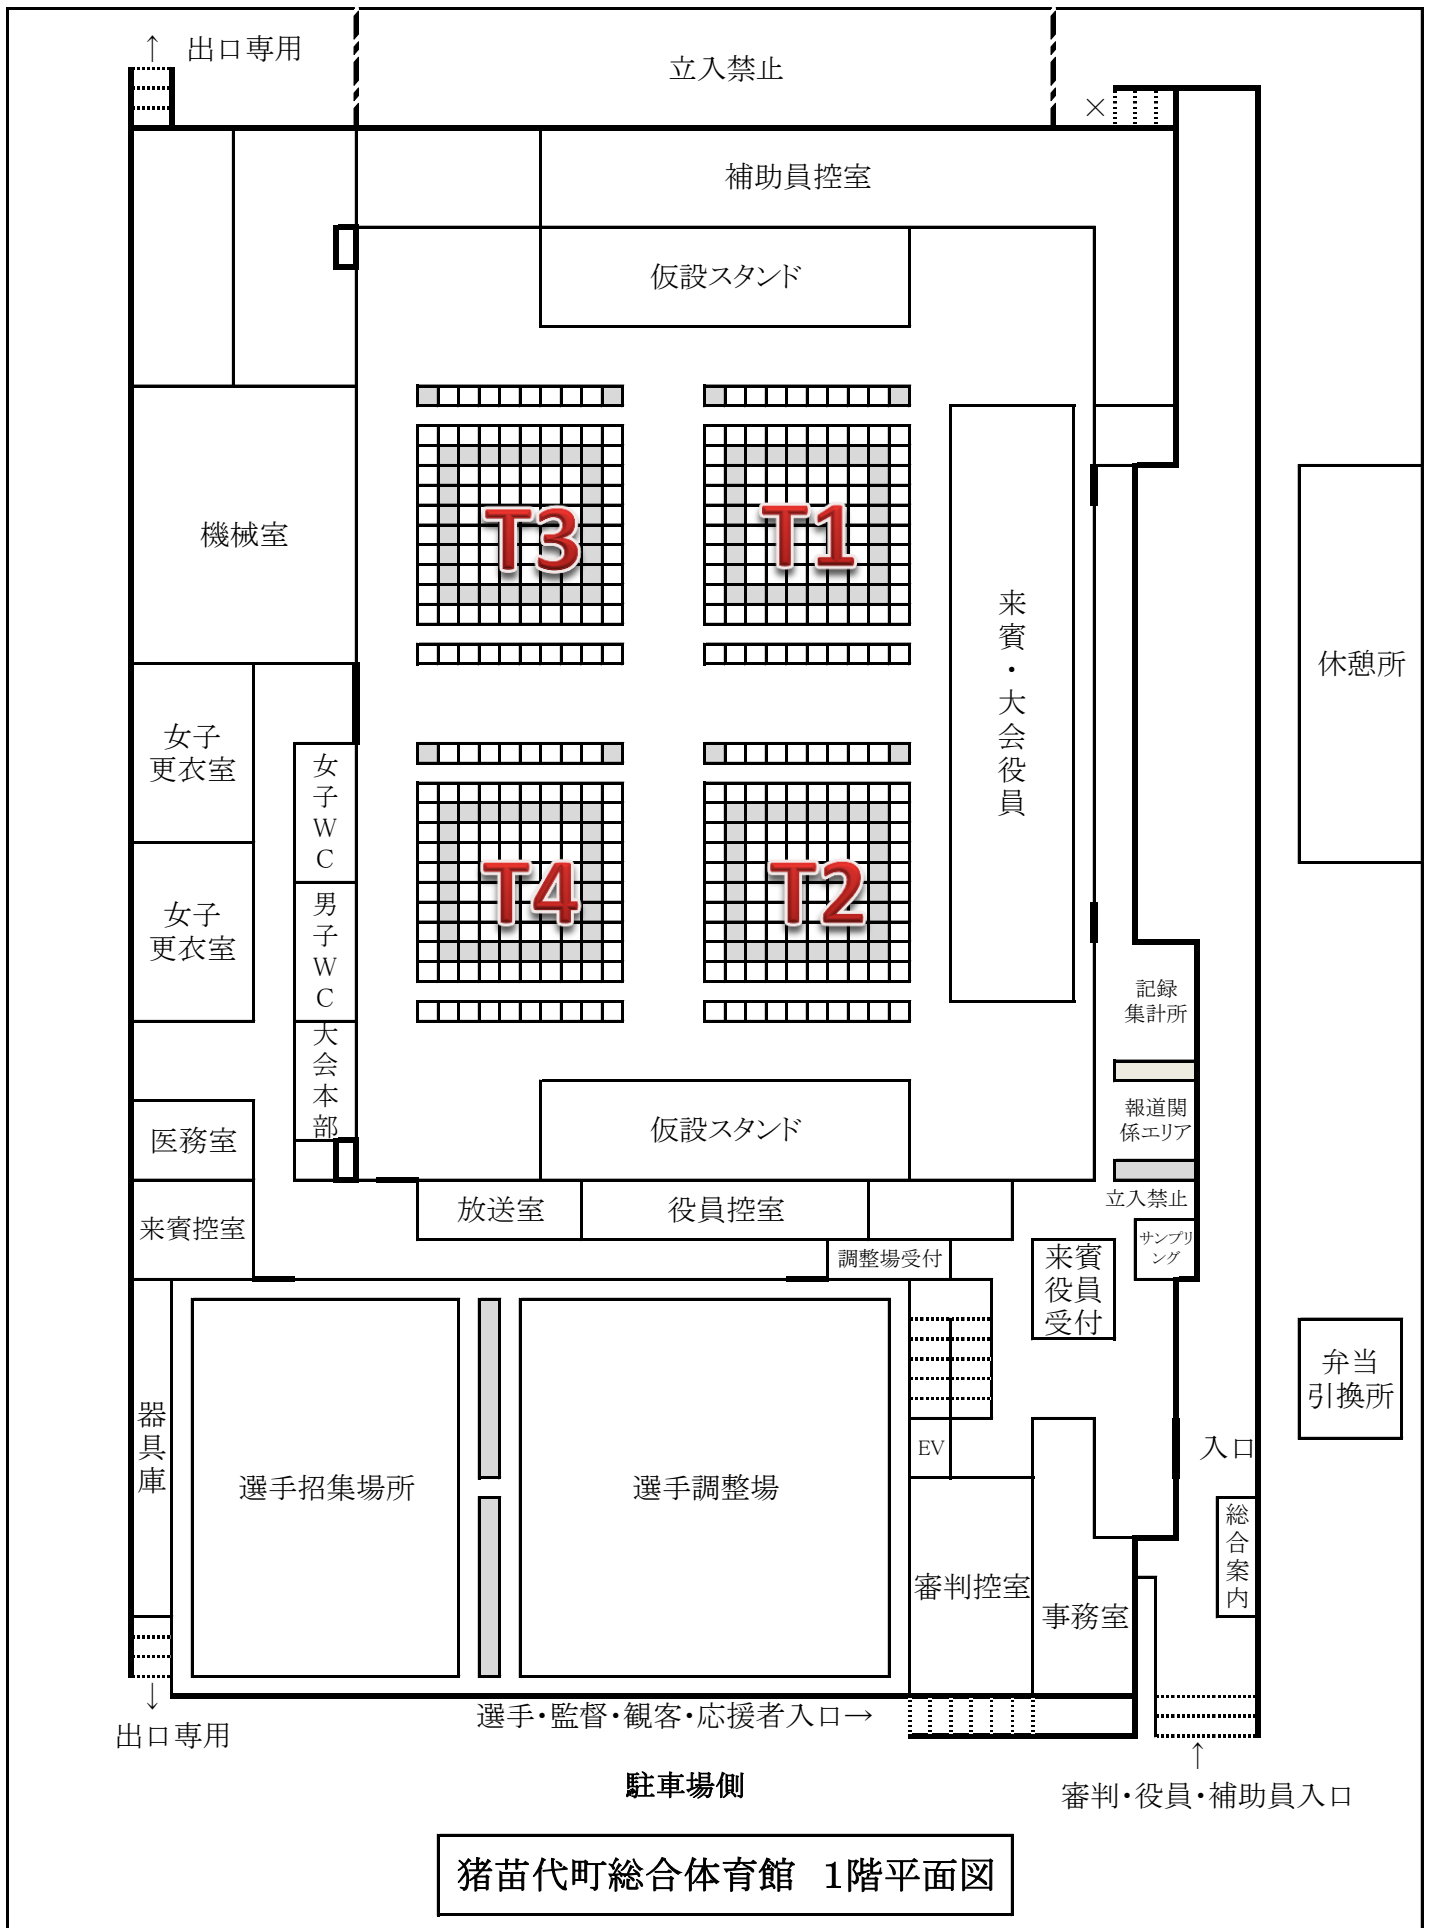 ↑ 出口専用
立入禁止
×
補助員控室
仮設スタンド
T3
T1
機械室
来賓・大会役員
休憩所
女子
更衣室
女子WC
T4
T2
女子
更衣室
男子WC
記録
集計所
大会本部
報道関
係エリア
医務室
仮設スタンド
立入禁止
放送室
役員控室
来賓控室
調整場受付
サンプリ
ング
来賓
役員
受付
弁当
引換所
器具庫
EV
入口
選手招集場所
選手調整場
総合案内
審判控室
事務室
↓
出口専用
選手・監督・観客・応援者入口→
↑
駐車場側
審判・役員・補助員入口
猪苗代町総合体育館 1階平面図